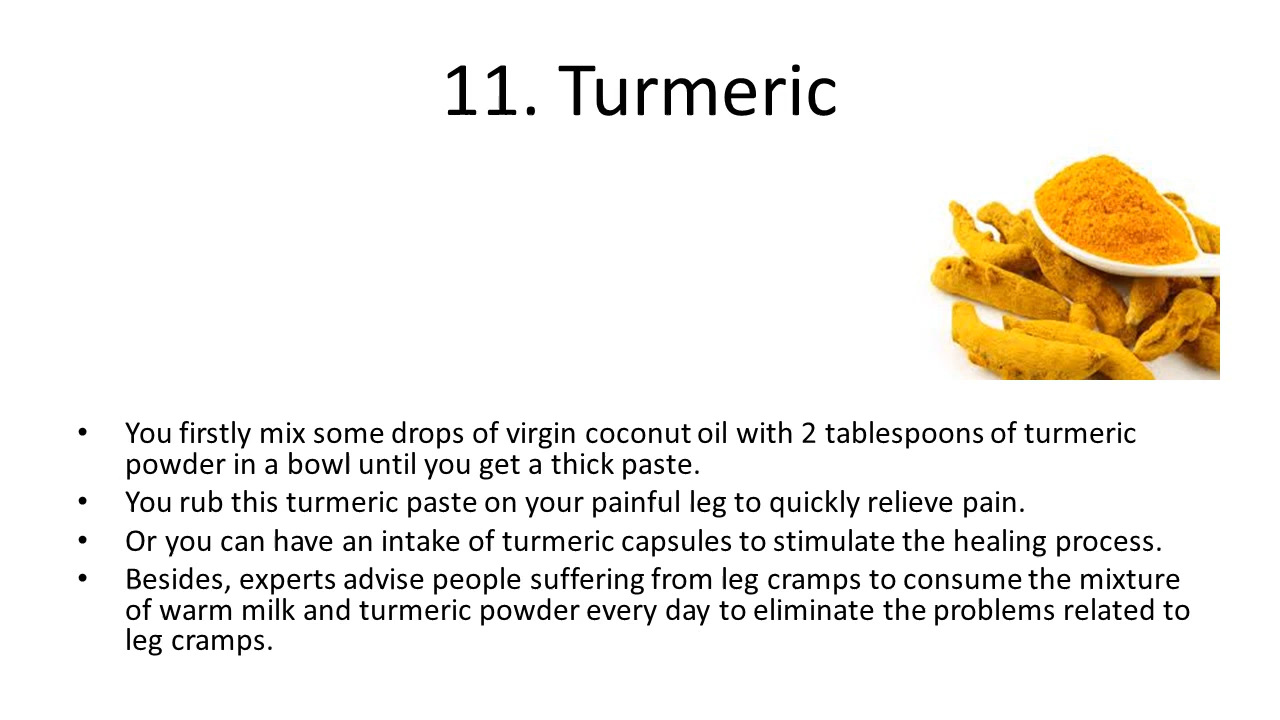 11. Turmeric
• You firstly mix some drops of virgin coconut oil with 2 tablespoons of turmeric
powder in a bowl until you get a thick paste.
• You rub this turmeric paste on your painful leg to quickly relieve pain.
• Or you can have an intake of turmeric capsules to stimulate the healing process.
• Besides, experts advise people suffering from leg cramps to consume the mixture
of warm milk and turmeric powder every day to eliminate the problems related to
leg cramps.